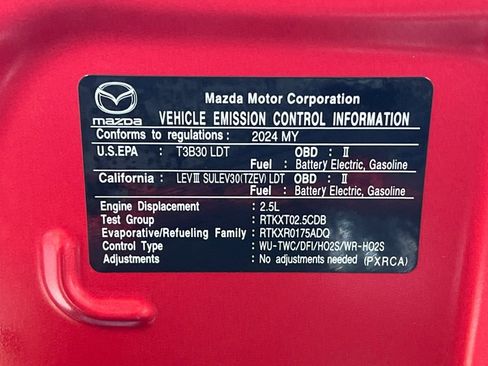 Mazda Motor Corporation
mazda VEHICLE EMISSION CONTROL INFORMATION
Conforms to regulations: 2024 MY
U.S.EPA : T3B30 LDT OBD : II
Fuel : Battery Electric, Gasoline
California : LEVIII SULEV30(TZEV) LDT OBD : II
Fuel : Battery Electric, Gasoline
Engine Displacement : 2.5L
Test Group : RTKXT02.5CDB
Evaporative/Refueling Family : RTKXR0175ADQ
Control Type : WU-TWC/DFI/HO2S/WR-HO2S
Adjustments : No adjustments needed (PXRCA)